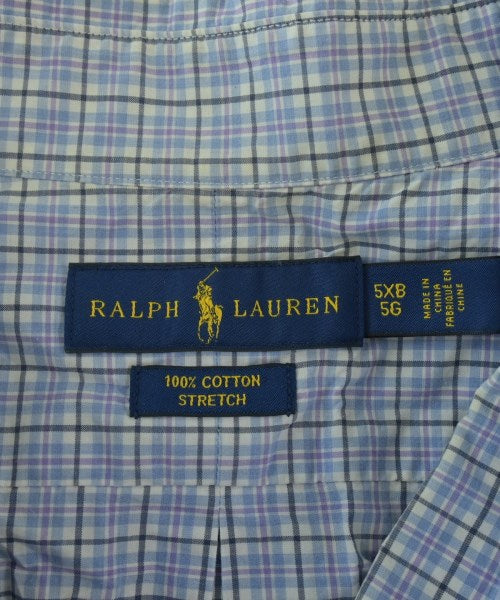 RALPH LAUREN
5XB
5G
MADE IN
CHINA
FABRIQUÉ EN
CHINE
100% COTTON
STRETCH